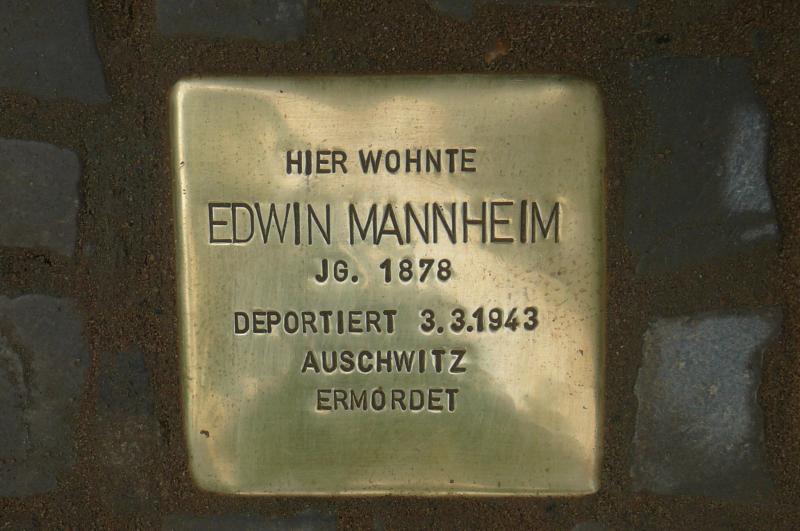 HIER WOHNTE
EDWIN MANNHEIM
JG. 1878
DEPORTIERT 3.3.1943
AUSCHWITZ
ERMORDET